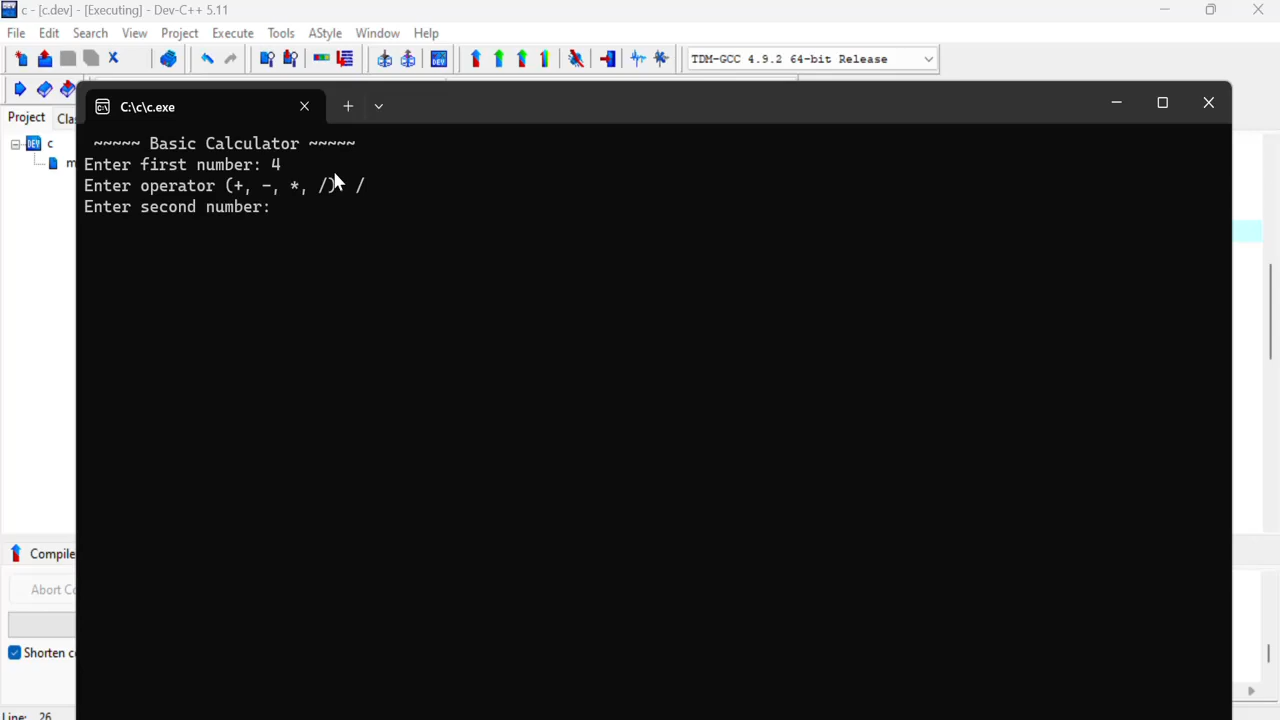 c - [c.dev] - [Executing] - Dev-C++ 5.11
File Edit Search View Project Execute Tools AStyle Window Help
TDM-GCC 4.9.2 64-bit Release
C:\c\c.exe
Project
c
~~~~~ Basic Calculator ~~~~~
Enter first number: 4
Enter operator (+, -, *, /) /
Enter second number:
Compile
Abort
Shorten
Line: 26